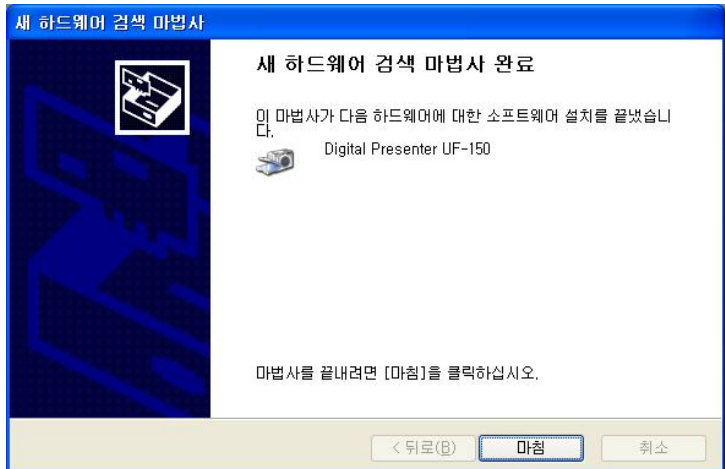 새 하드웨어 검색 마법사
새 하드웨어 검색 마법사 완료
이 마법사가 다음 하드웨어에 대한 소프트웨어 설치를 끝냈습니
다.
Digital Presenter UF-150
마법사를 끝내려면 [마침]을 클릭하십시오.
< 뒤로(B) 마침 취소